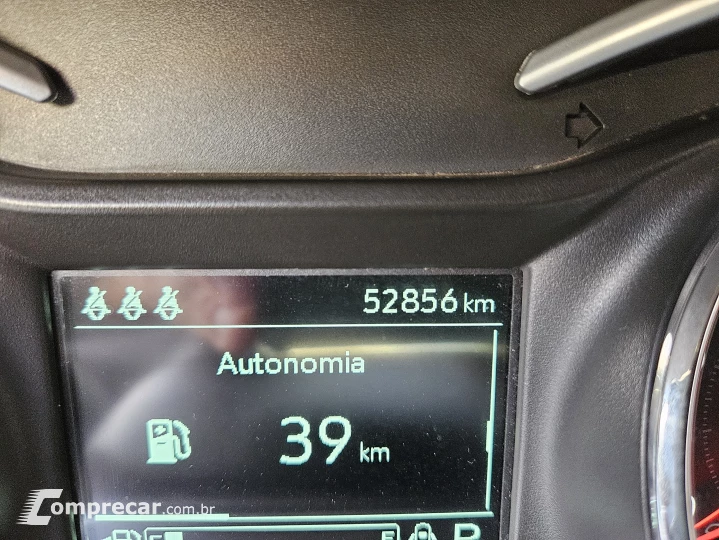 52856 km
Autonomia
39 km
Comprecar.com.br
E F P